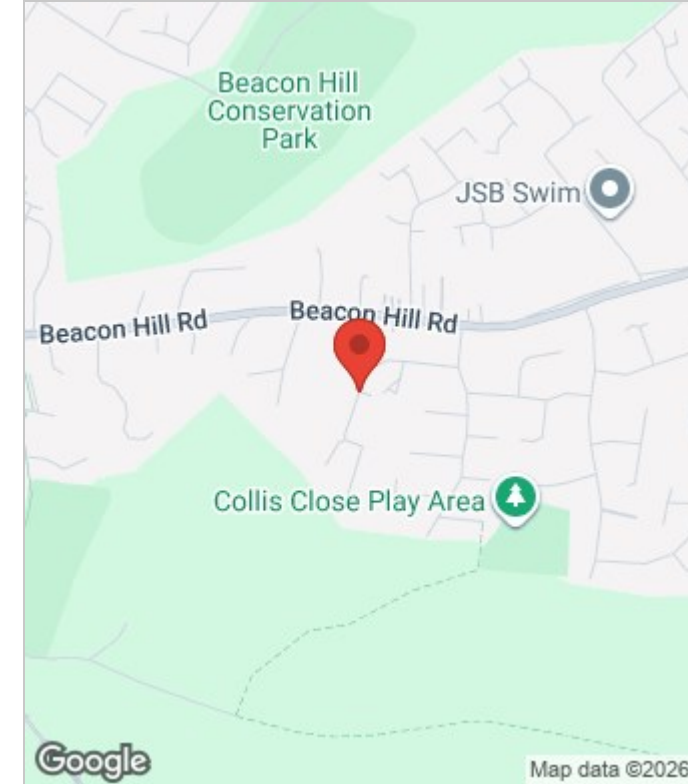 Beacon Hill
Conservation
Park
JSB Swim
Beacon Hill Rd
Beacon Hill Rd
Collis Close Play Area
Google
Map data ©2026